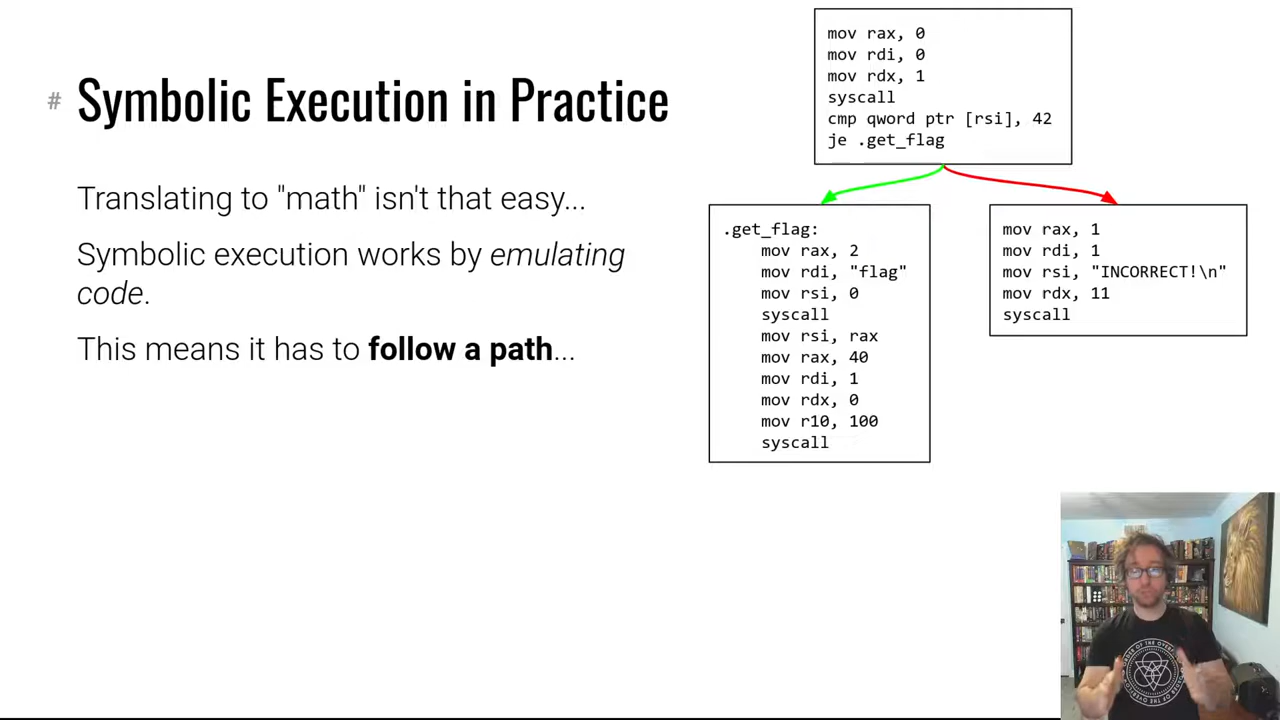 # Symbolic Execution in Practice
Translating to "math" isn't that easy...
Symbolic execution works by emulating
code.
This means it has to follow a path...
mov rax, 0
mov rdi, 0
mov rdx, 1
syscall
cmp qword ptr [rsi], 42
je .get_flag
.get_flag:
mov rax, 2
mov rdi, "flag"
mov rsi, 0
syscall
mov rsi, rax
mov rax, 40
mov rdi, 1
mov rdx, 0
mov r10, 100
syscall
mov rax, 1
mov rdi, 1
mov rsi, "INCORRECT!\n"
mov rdx, 11
syscall